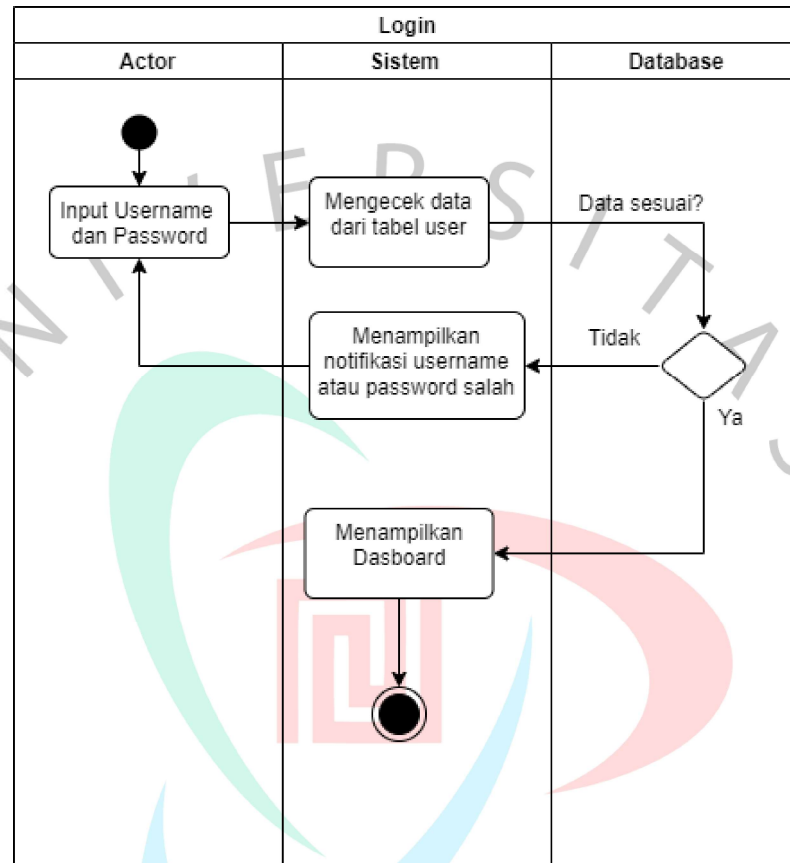 Login
Actor
Sistem
Database
Input Username
dan Password
Mengecek data
dari tabel user
Data sesuai?
Menampilkan
notifikasi username
atau password salah
Tidak
Ya
Menampilkan
Dasboard
NIVERSITAS